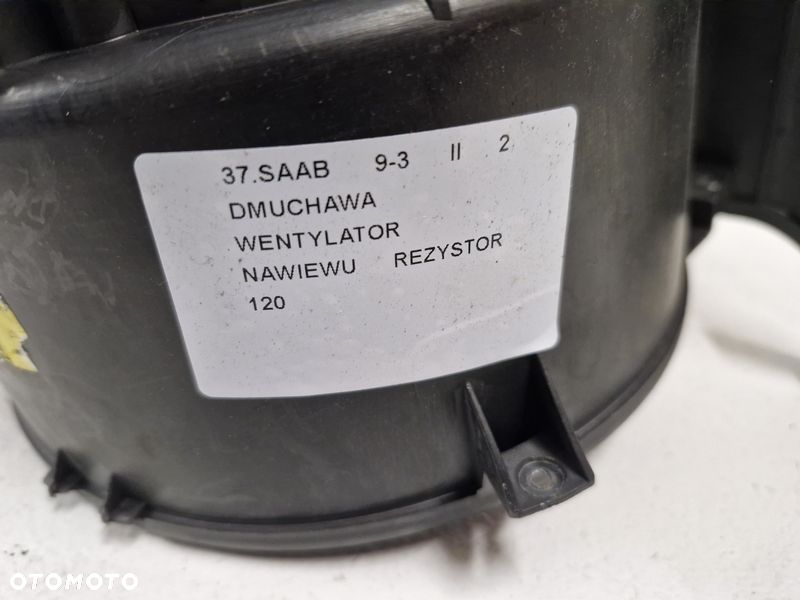 37.SAAB 9-3 II 2
DMUCHAWA
WENTYLATOR
NAWIEWU REZYSTOR
120
OTOMOTO